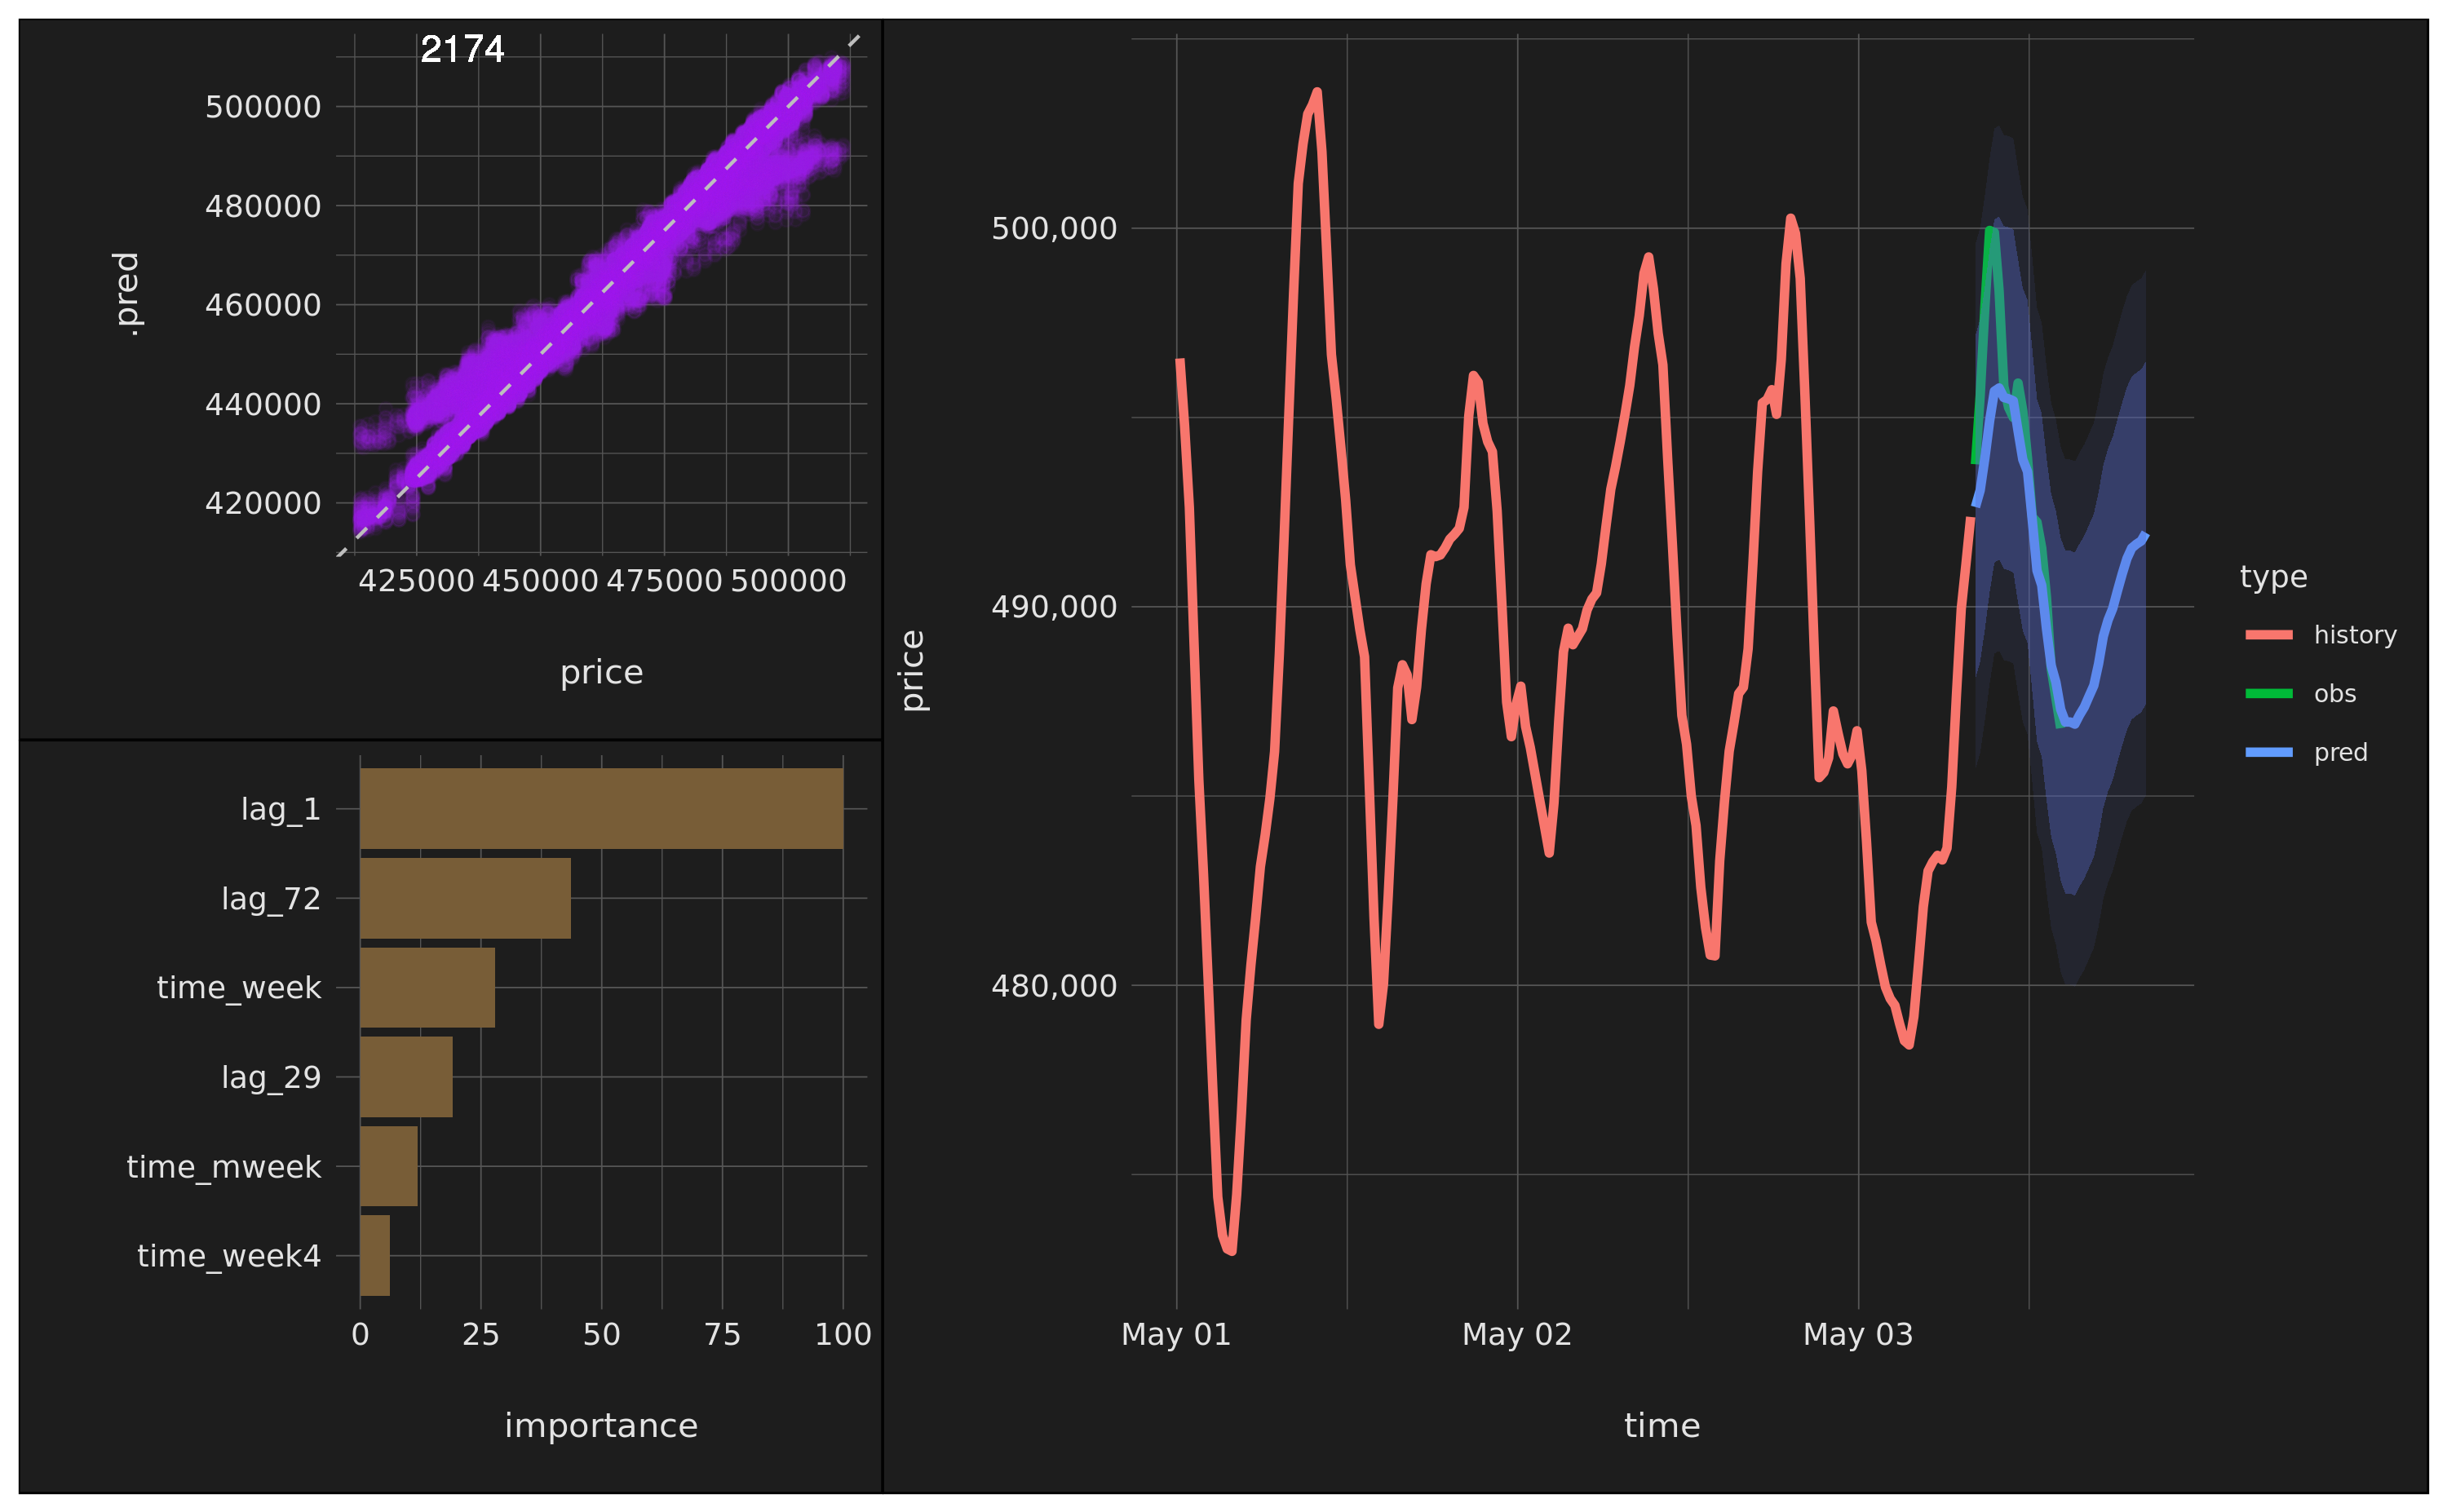 2174
500000
480000
460000
440000
420000
.pred
425000 450000 475000 500000
price
lag_1
lag_72
time_week
lag_29
time_mweek
time_week4
0 25 50 75 100
importance
500,000
490,000
480,000
price
May 01 May 02 May 03
time
type
history
obs
pred